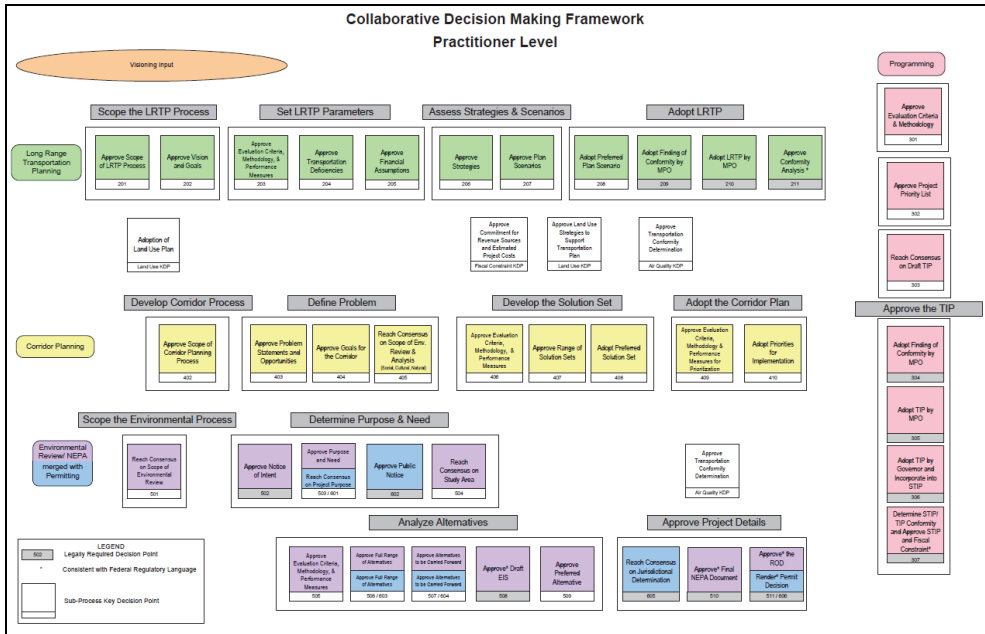 Collaborative Decision Making Framework
Practitioner Level
Visioning Input
Programming
Approve
Evaluation Criteria
& Methodology
301
Approve Project
Priority List
302
Reach Consensus
on Draft TIP
303
Approve the TIP
Adopt Finding of
Conformity by
MPO
304
Adopt TIP by
MPO
305
Adopt TIP by
Governor and
Incorporate into
STIP
306
Determine STIP/
TIP Conformity
and Approve STIP
and Fiscal
Constraint*
307
Long Range
Transportation
Planning
Scope the LRTP Process
Approve Scope
of LRTP Process
201
Approve Vision
and Goals
202
Set LRTP Parameters
Approve
Evaluation Criteria,
Methodology, &
Performance
Measures
203
Approve
Transportation
Deficiencies
204
Approve
Financial
Assumptions
205
Assess Strategies & Scenarios
Approve
Strategies
206
Approve Plan
Scenarios
207
Adopt LRTP
Adopt Preferred
Plan Scenario
208
Adopt Finding of
Conformity by
MPO
209
Adopt LRTP by
MPO
210
Approve
Conformity
Analysis *
211
Adoption of
Land Use Plan
Land Use KDP
Approve
Commitment for
Revenue Sources
and Estimated
Project Costs
Fiscal Constraint KDP
Approve Land Use
Strategies to
Support
Transportation
Plan
Land Use KDP
Approve
Transportation
Conformity
Determination
Air Quality KDP
Corridor Planning
Develop Corridor Process
Approve Scope of
Corridor Planning
Process
402
Define Problem
Approve Problem
Statements and
Opportunities
403
Approve Goals for
the Corridor
404
Reach Consensus
on Scope of Env.
Review &
Analysis
(Social, Cultural, Natural)
405
Develop the Solution Set
Approve Evaluation
Criteria,
Methodology, &
Performance
Measures
406
Approve Range of
Solution Sets
407
Adopt Preferred
Solution Set
408
Adopt the Corridor Plan
Approve Evaluation
Criteria,
Methodology &
Performance
Measures for
Prioritization
409
Adopt Priorities
for
Implementation
410
Environmental
Review/ NEPA
merged with
Permitting
Scope the Environmental Process
Reach Consensus
on Scope of
Environmental
Review
501
Determine Purpose & Need
Approve Notice
of Intent
502
Approve Purpose
and Need
Reach Consensus
on Project Purpose
503 / 601
Approve Public
Notice
602
Reach
Consensus on
Study Area
504
Approve
Transportation
Conformity
Determination
Air Quality KDP
Analyze Alternatives
Approve
Evaluation Criteria,
Methodology, &
Performance
Measures
505
Approve Full Range
of Alternatives
Approve Full Range
of Alternatives
506 / 603
Approve Alternatives
to be Carried Forward
Approve Alternatives
to be Carried Forward
507 / 604
Approve* Draft
EIS
508
Approve
Preferred
Alternative
509
Approve Project Details
Reach Consensus
on Jurisdictional
Determination
605
Approve* Final
NEPA Document
510
Approve* the
ROD
Render* Permit
Decision
511 / 606
LEGEND
502
Legally Required Decision Point
*
Consistent with Federal Regulatory Language
Sub-Process Key Decision Point